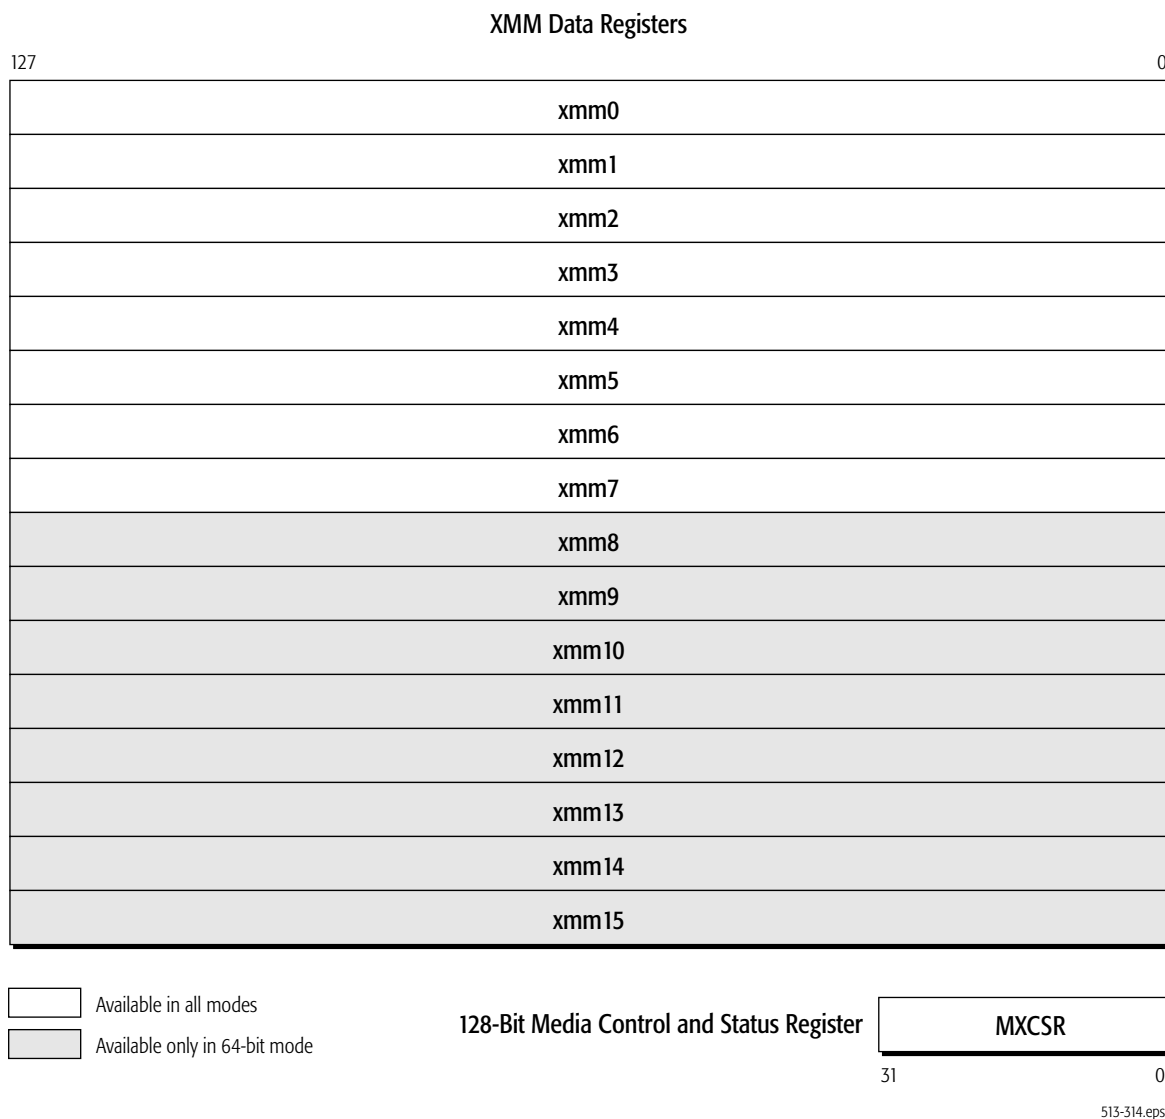 XMM Data Registers
127 0
xmm0
xmm1
xmm2
xmm3
xmm4
xmm5
xmm6
xmm7
xmm8
xmm9
xmm10
xmm11
xmm12
xmm13
xmm14
xmm15
Available in all modes
Available only in 64-bit mode
128-Bit Media Control and Status Register MXCSR
31 0
513-314.eps